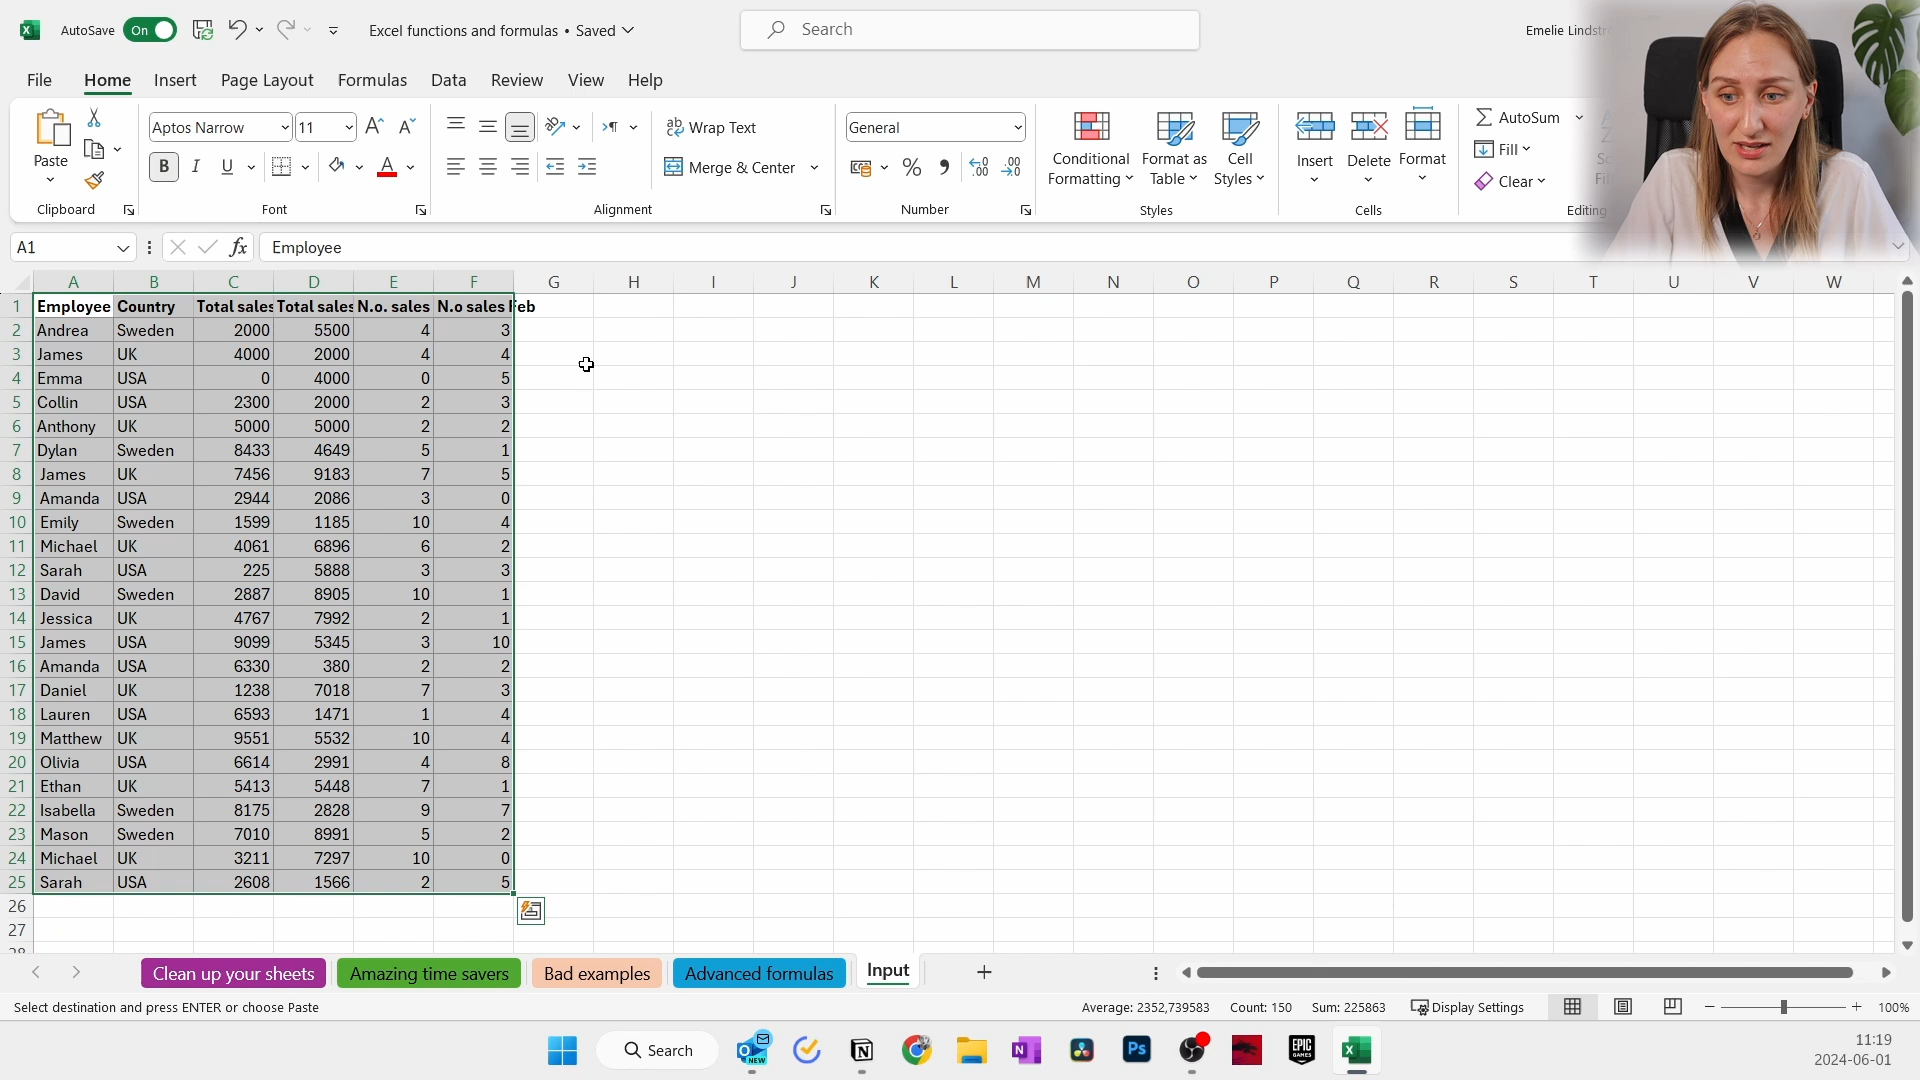 AutoSave On Excel functions and formulas • Saved Search
File Home Insert Page Layout Formulas Data Review View Help
Paste
Clipboard
Aptos Narrow 11
B I U A
Font
Wrap Text
Merge & Center
Alignment
General
Number
Conditional Formatting
Format as Table
Cell Styles
Styles
Insert Delete Format
Cells
AutoSum
Fill
Clear
Editing
A1 fx Employee
A B C D E F G H I J K L M N O P Q R S T U V W
1 Employee Country Total sales Total sales N.o. sales N.o sales Feb
2 Andrea Sweden 2000 5500 4 3
3 James UK 4000 2000 4 4
4 Emma USA 0 4000 0 5
5 Collin USA 2300 2000 2 3
6 Anthony UK 5000 5000 2 2
7 Dylan Sweden 8433 4649 5 1
8 James UK 7456 9183 7 5
9 Amanda USA 2944 2086 3 0
10 Emily Sweden 1599 1185 10 4
11 Michael UK 4061 6896 6 2
12 Sarah USA 225 5888 3 3
13 David Sweden 2887 8905 10 1
14 Jessica UK 4767 7992 2 1
15 James USA 9099 5345 3 10
16 Amanda USA 6330 380 2 2
17 Daniel UK 1238 7018 7 3
18 Lauren USA 6593 1471 1 4
19 Matthew UK 9551 5532 10 4
20 Olivia USA 6614 2991 4 8
21 Ethan UK 5413 5448 7 1
22 Isabella Sweden 8175 2828 9 7
23 Mason Sweden 7010 8991 5 2
24 Michael UK 3211 7297 10 0
25 Sarah USA 2608 1566 2 5
26
27
28
Clean up your sheets Amazing time savers Bad examples Advanced formulas Input
Select destination and press ENTER or choose Paste Average: 2352,739583 Count: 150 Sum: 225863 Display Settings 100%
Search
NEW
Ps
EPIC GAMES
11:19
2024-06-01